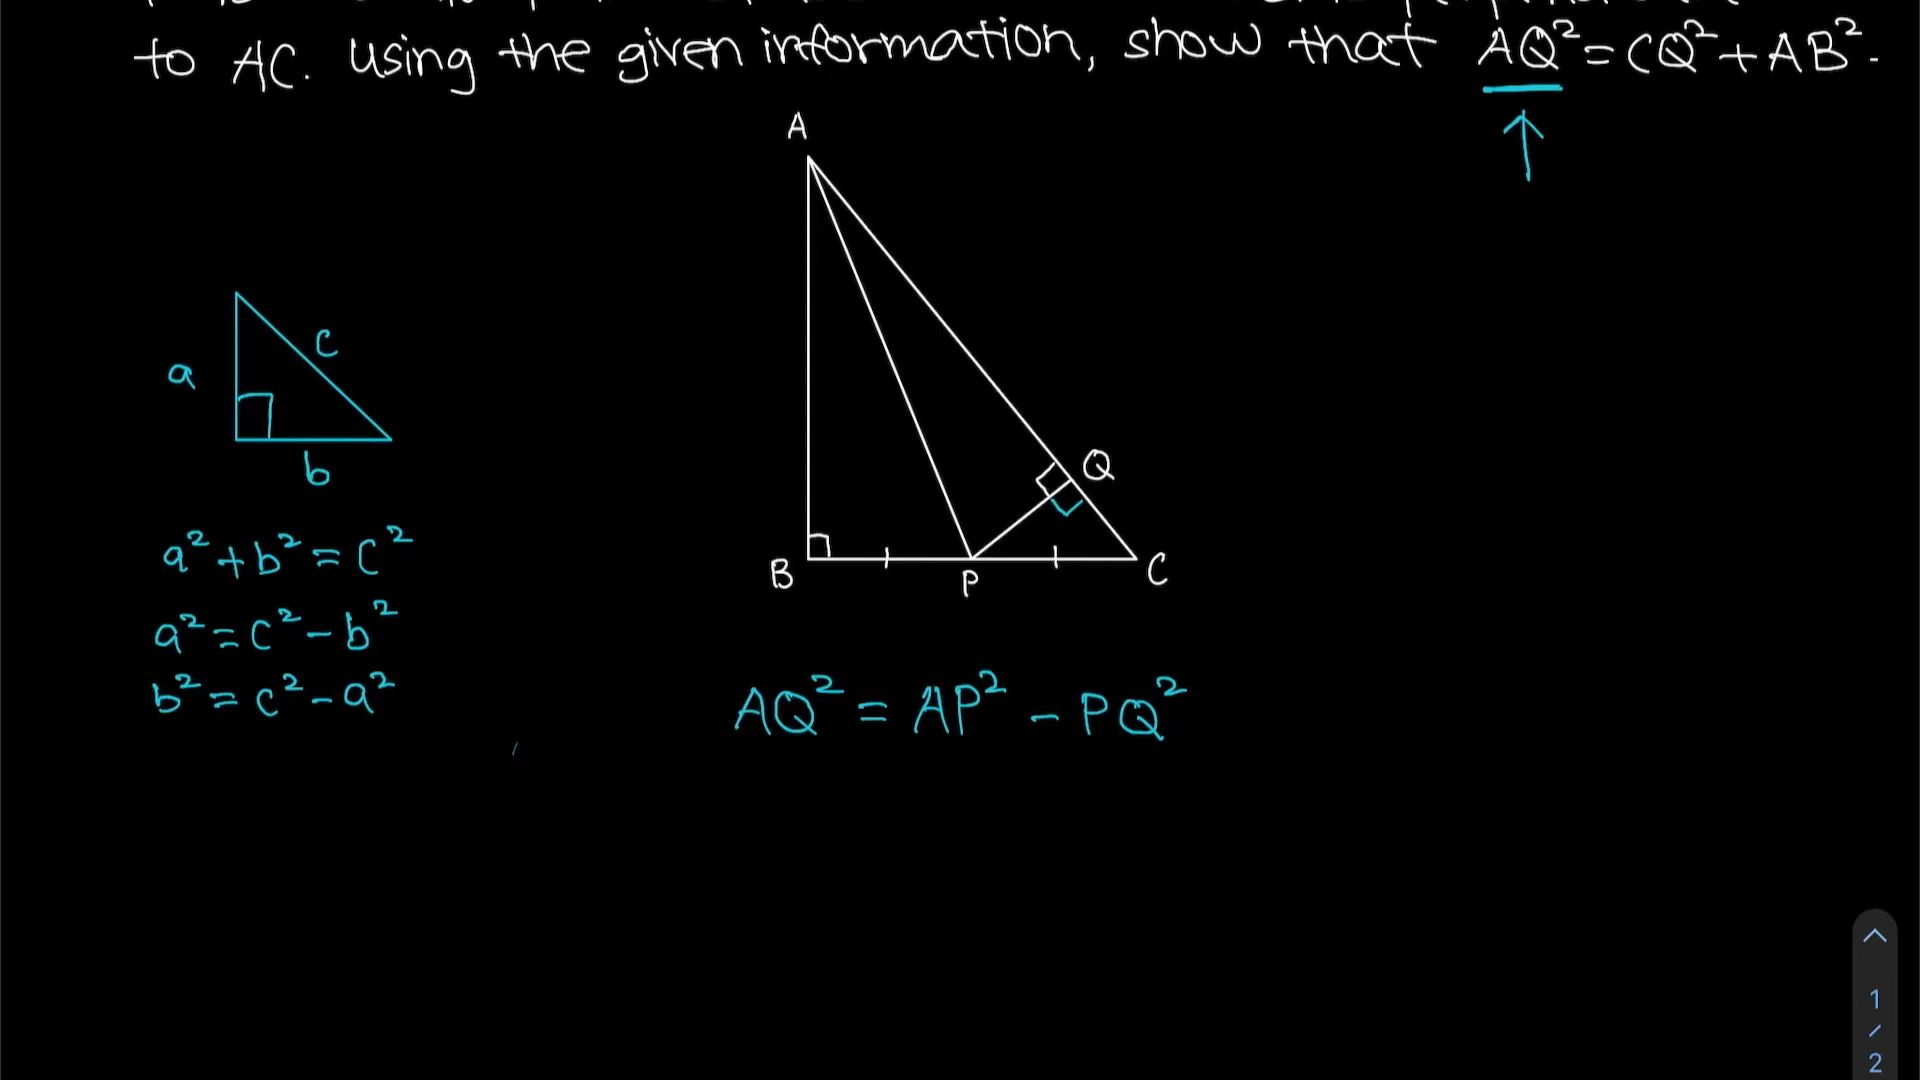 to AC. Using the given information, show that AQ² = CQ² + AB².
A
c
a
Q
b
B
P
C
a² + b² = c²
a² = c² - b²
b² = c² - a²
AQ² = AP² - PQ²
1
/
2